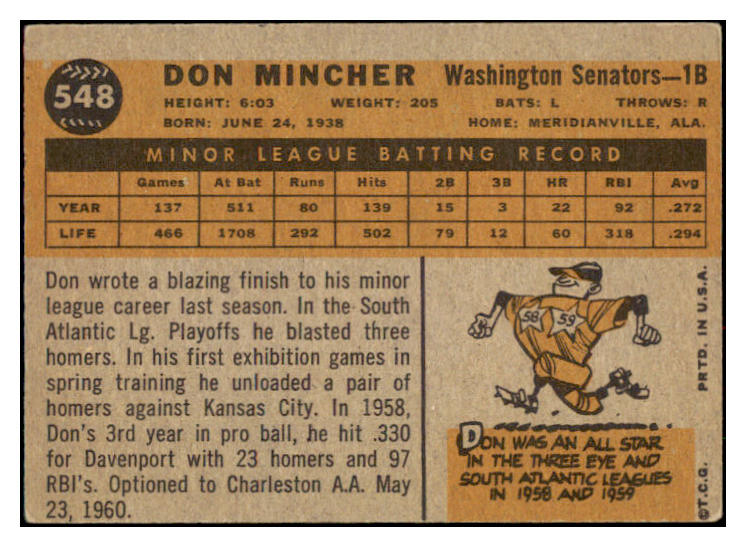 548
DON MINCHER Washington Senators—1B
HEIGHT: 6:03 WEIGHT: 205 BATS: L THROWS: R
BORN: JUNE 24, 1938 HOME: MERIDIANVILLE, ALA.
MINOR LEAGUE BATTING RECORD
Games At Bat Runs Hits 2B 3B HR RBI Avg
YEAR 137 511 80 139 15 3 22 92 .272
LIFE 466 1708 292 502 79 12 60 318 .294
Don wrote a blazing finish to his minor
league career last season. In the South
Atlantic Lg. Playoffs he blasted three
homers. In his first exhibition games in
spring training he unloaded a pair of
homers against Kansas City. In 1958,
Don's 3rd year in pro ball, he hit .330
for Davenport with 23 homers and 97
RBI's. Optioned to Charleston A.A. May
23, 1960.
58 59
DON WAS AN ALL STAR
IN THE THREE EYE AND
SOUTH ATLANTIC LEAGUES
IN 1958 AND 1959
©T.C.G. PRTD. IN U.S.A.